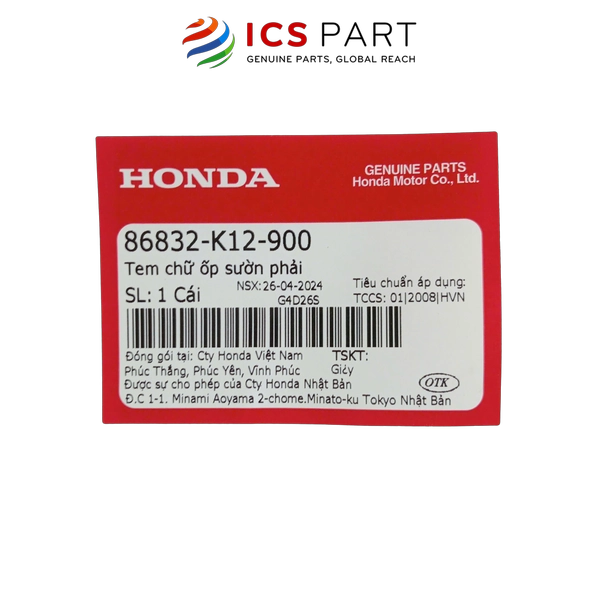 ICS PART
GENUINE PARTS, GLOBAL REACH
HONDA
GENUINE PARTS
Honda Motor Co., Ltd.
86832-K12-900
Tem chữ ốp sườn phải
SL: 1 Cái
NSX:26-04-2024
G4D26S
Tiêu chuẩn áp dụng:
TCCS: 01|2008|HVN
Đóng gói tại: Cty Honda Việt Nam
Phúc Thắng, Phúc Yên, Vĩnh Phúc
TSKT:
Giấy
Được sự cho phép của Cty Honda Nhật Bản
OTK
Đ.C 1-1. Minami Aoyama 2-chome.Minato-ku Tokyo Nhật Bản